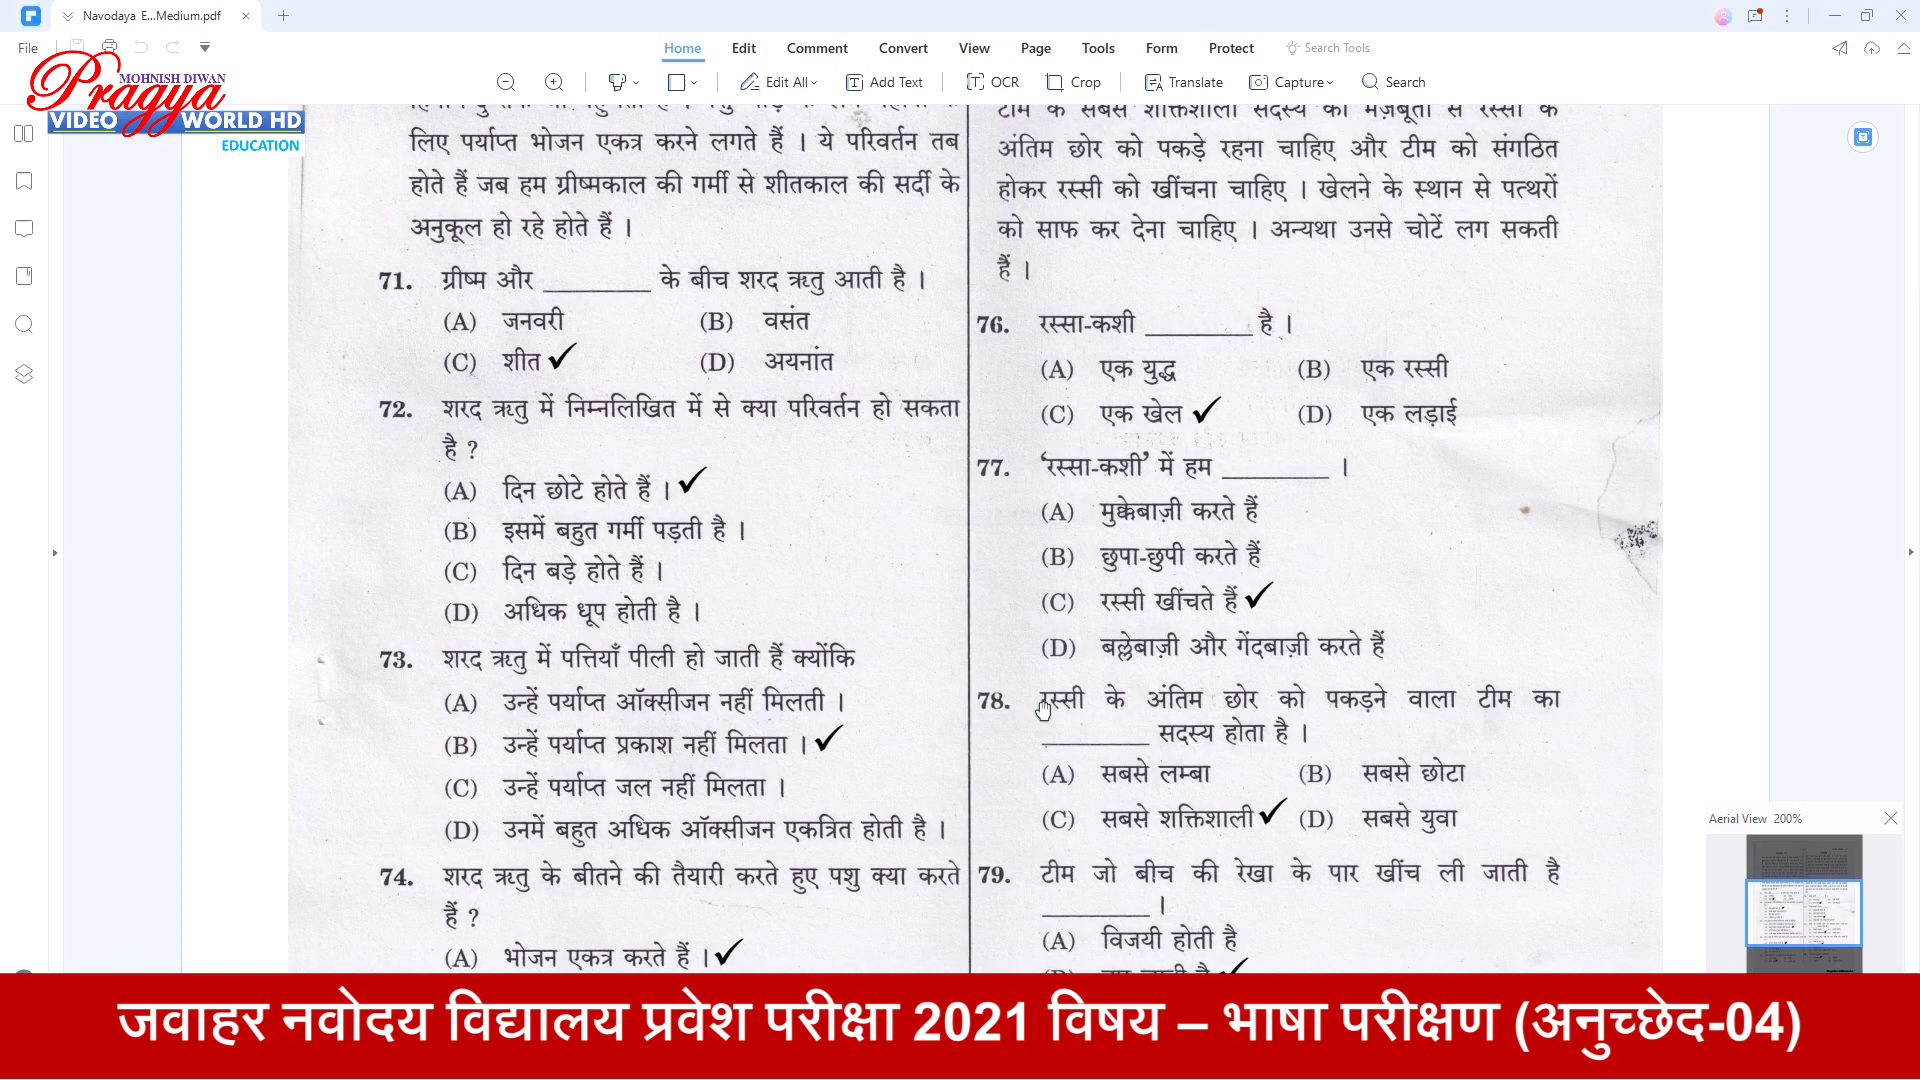 Navodaya E...Medium.pdf
File
Home Edit Comment Convert View Page Tools Form Protect Search Tools
Edit All Add Text OCR Crop Translate Capture Search
Pragya
MOHNISH DIWAN
VIDEO WORLD HD
EDUCATION
लिए पर्याप्त भोजन एकत्र करने लगते हैं । ये परिवर्तन तब
होते हैं जब हम ग्रीष्मकाल की गर्मी से शीतकाल की सर्दी के
अनुकूल हो रहे होते हैं ।
71. ग्रीष्म और ________ के बीच शरद ऋतु आती है ।
(A) जनवरी (B) वसंत
(C) शीत ✓ (D) अयनांत
72. शरद ऋतु में निम्नलिखित में से क्या परिवर्तन हो सकता
है ?
(A) दिन छोटे होते हैं । ✓
(B) इसमें बहुत गर्मी पड़ती है ।
(C) दिन बड़े होते हैं ।
(D) अधिक धूप होती है ।
73. शरद ऋतु में पत्तियाँ पीली हो जाती हैं क्योंकि
(A) उन्हें पर्याप्त ऑक्सीजन नहीं मिलती ।
(B) उन्हें पर्याप्त प्रकाश नहीं मिलता । ✓
(C) उन्हें पर्याप्त जल नहीं मिलता ।
(D) उनमें बहुत अधिक ऑक्सीजन एकत्रित होती है ।
74. शरद ऋतु के बीतने की तैयारी करते हुए पशु क्या करते
हैं ?
(A) भोजन एकत्र करते हैं । ✓
टीम के सबसे शक्तिशाली सदस्य को मज़बूती से रस्सी के
अंतिम छोर को पकड़े रहना चाहिए और टीम को संगठित
होकर रस्सी को खींचना चाहिए । खेलने के स्थान से पत्थरों
को साफ कर देना चाहिए । अन्यथा उनसे चोटें लग सकती
हैं ।
76. रस्सा-कशी ________ है ।
(A) एक युद्ध (B) एक रस्सी
(C) एक खेल ✓ (D) एक लड़ाई
77. ‘रस्सा-कशी’ में हम ________ ।
(A) मुक्केबाज़ी करते हैं
(B) छुपा-छुपी करते हैं
(C) रस्सी खींचते हैं ✓
(D) बल्लेबाज़ी और गेंदबाज़ी करते हैं
78. रस्सी के अंतिम छोर को पकड़ने वाला टीम का
________ सदस्य होता है ।
(A) सबसे लम्बा (B) सबसे छोटा
(C) सबसे शक्तिशाली ✓ (D) सबसे युवा
79. टीम जो बीच की रेखा के पार खींच ली जाती है
________ ।
(A) विजयी होती है
Aerial View 200%
जवाहर नवोदय विद्यालय प्रवेश परीक्षा 2021 विषय – भाषा परीक्षण (अनुच्छेद-04)